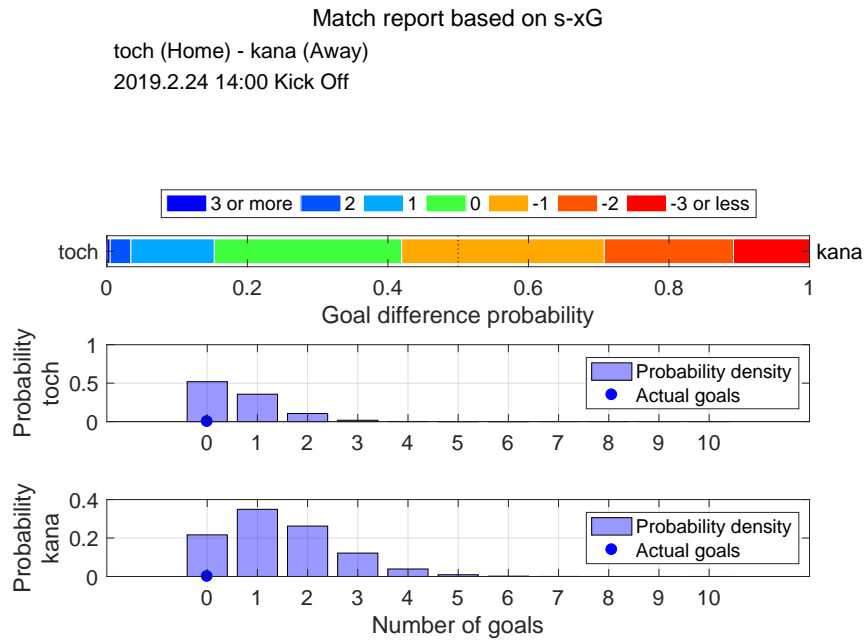 Match report based on s-xG
toch (Home) - kana (Away)
2019.2.24 14:00 Kick Off
3 or more 2 1 0 -1 -2 -3 or less
toch kana
0 0.2 0.4 0.6 0.8 1
Goal difference probability
Probability
toch
1
0.5
0
Probability density
Actual goals
0 1 2 3 4 5 6 7 8 9 10
Probability
kana
0.4
0.2
0
Probability density
Actual goals
0 1 2 3 4 5 6 7 8 9 10
Number of goals